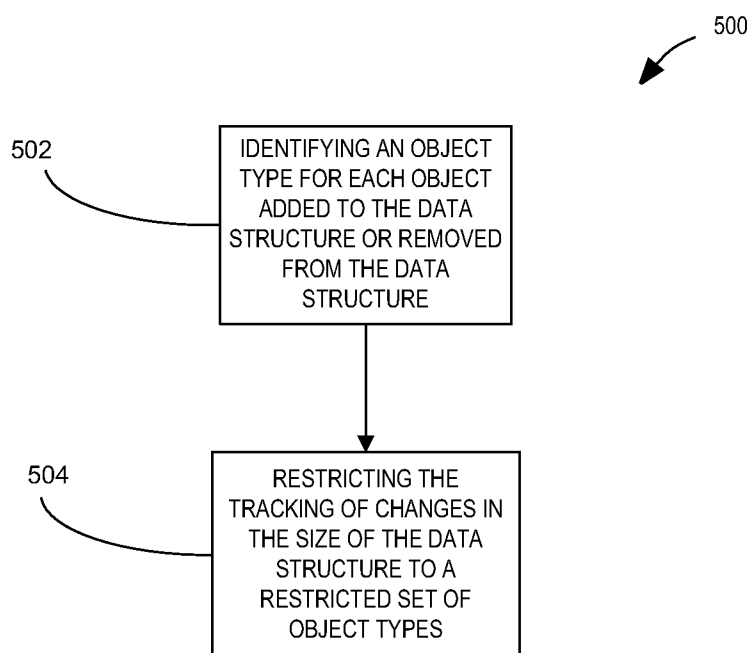 500
502
IDENTIFYING AN OBJECT
TYPE FOR EACH OBJECT
ADDED TO THE DATA
STRUCTURE OR REMOVED
FROM THE DATA
STRUCTURE
504
RESTRICTING THE
TRACKING OF CHANGES IN
THE SIZE OF THE DATA
STRUCTURE TO A
RESTRICTED SET OF
OBJECT TYPES